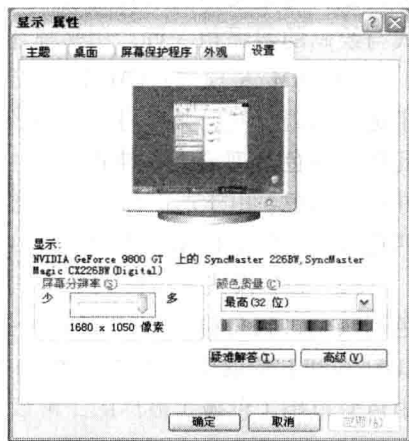 显示 属性
主题 桌面 屏幕保护程序 外观 设置
显示:
NVIDIA GeForce 9800 GT 上的 SyncMaster 226BW,SyncMaster
Magic CX226BW(Digital)
屏幕分辨率(S) 颜色质量(C)
少 多 最高(32 位)
1680 x 1050 像素
疑难解答(T)... 高级(V)
确定 取消 应用(A)